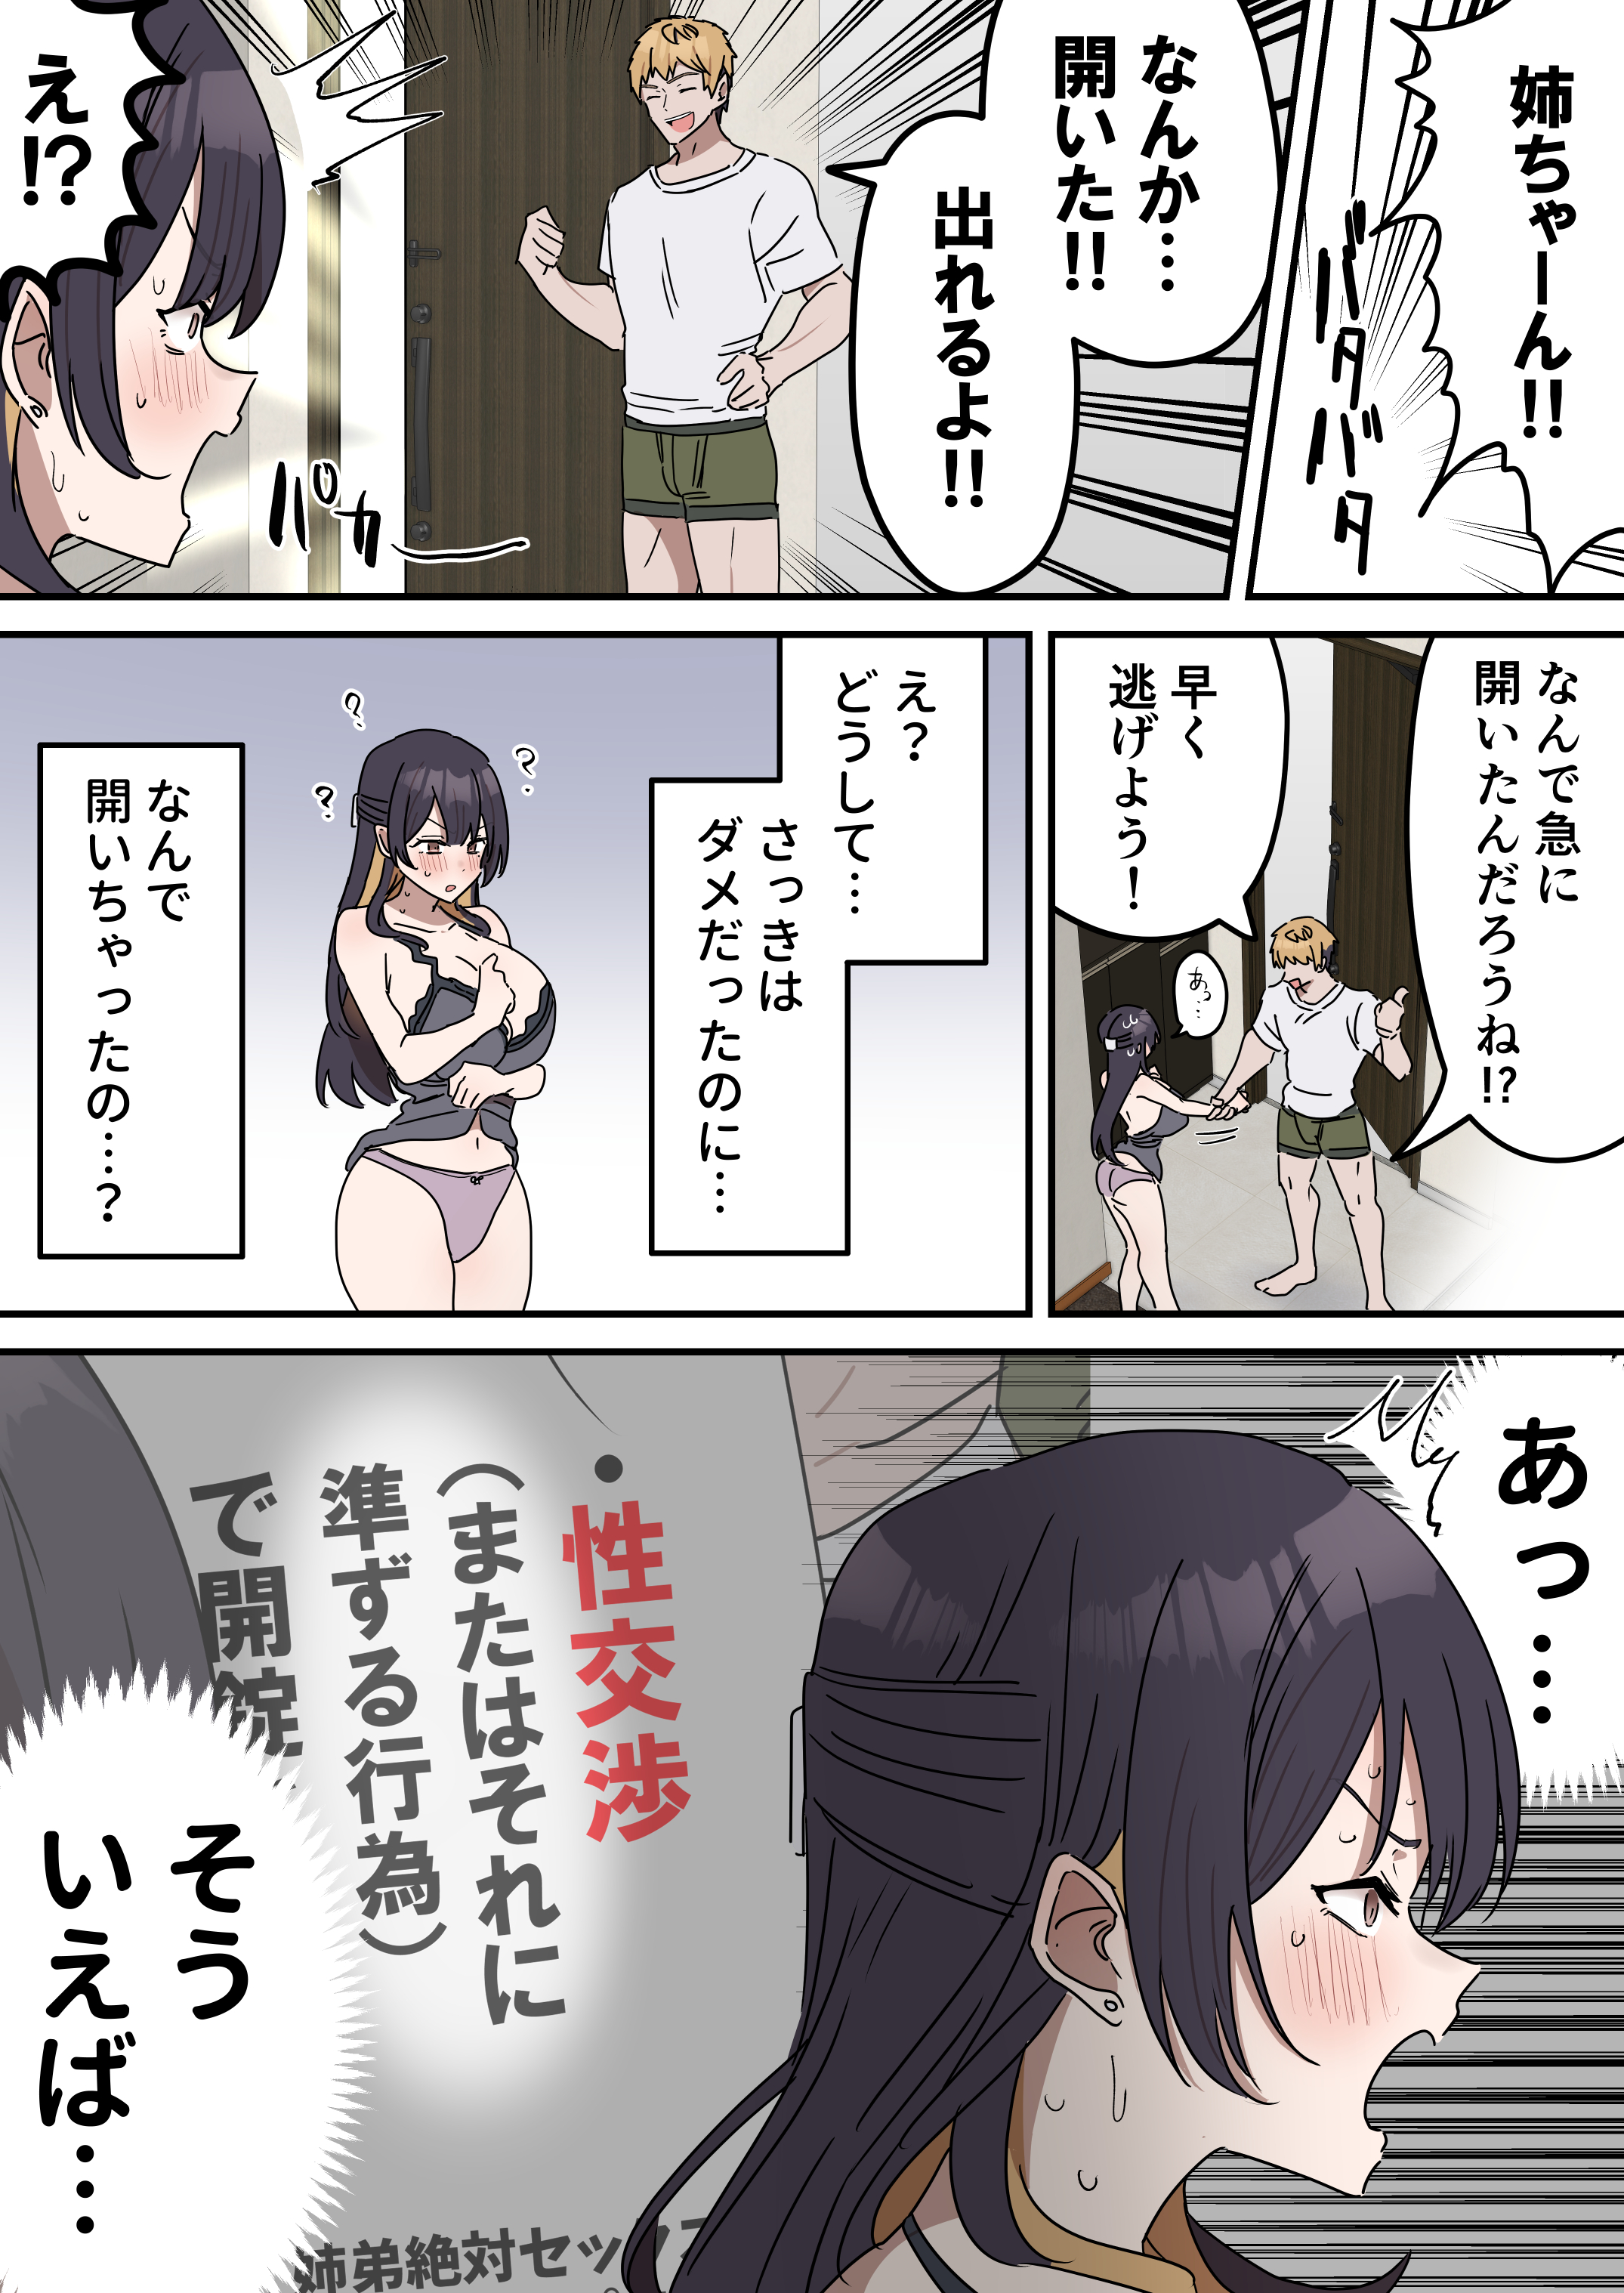 姉ちゃーん!!
バタバタ
なんか…
開いた!!
出れるよ!!
パカ
え!?
なんで急に
開いたんだろうね!?
早く
逃げよう!
あっ…
え?
どうして…
さっきは
ダメだったのに…
なんで
開いちゃったの…?
あっ…
・性交渉
(またはそれに
準ずる行為)
で開錠
姉弟絶対セックス
そう
いえば…